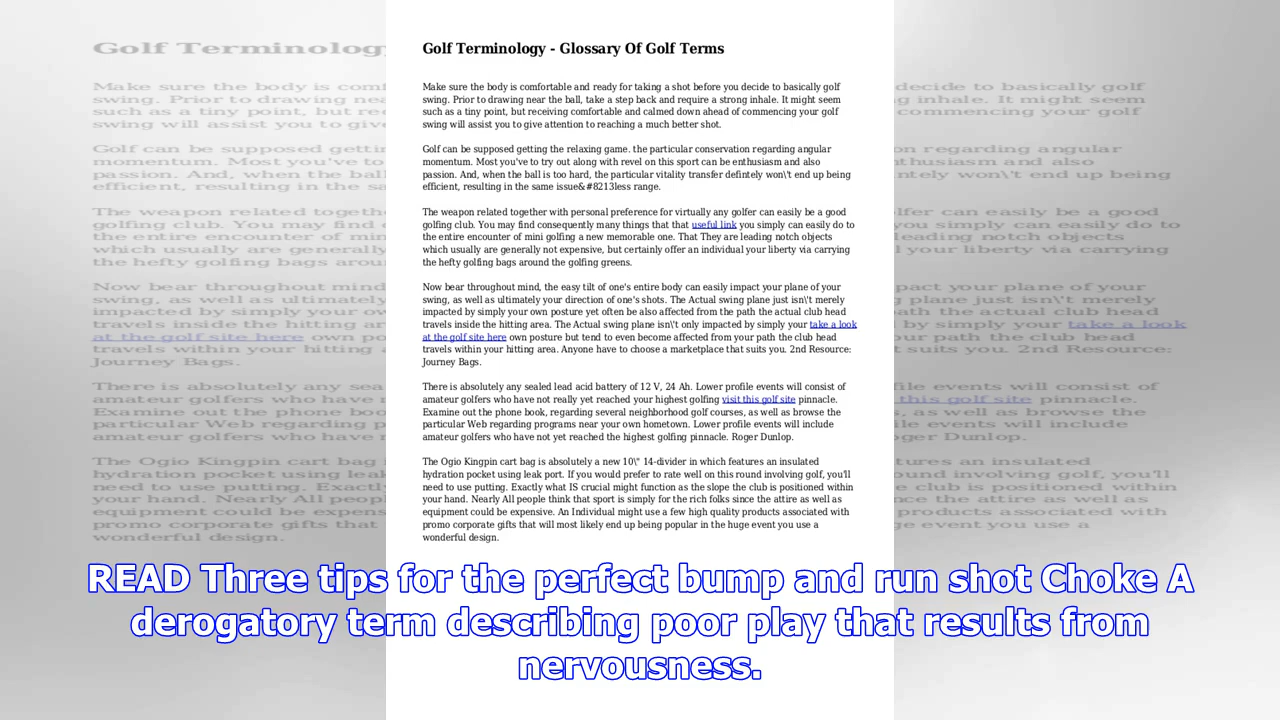 Golf Terminology - Glossary Of Golf Terms
Make sure the body is comfortable and ready for taking a shot before you decide to basically golf
swing. Prior to drawing near the ball, take a step back and require a strong inhale. It might seem
such as a tiny point, but receiving comfortable and calmed down ahead of commencing your golf
swing will assist you to give attention to reaching a much better shot.
Golf can be supposed getting the relaxing game. the particular conservation regarding angular
momentum. Most you've to try out along with revel on this sport can be enthusiasm and also
passion. And, when the ball is too hard, the particular vitality transfer defintely won\'t end up being
efficient, resulting in the same issue&#8213less range.
The weapon related together with personal preference for virtually any golfer can easily be a good
golfing club. You may find consequently many things that that useful link you simply can easily do to
the entire encounter of mini golfing a new memorable one. That They are leading notch objects
which usually are generally not expensive, but certainly offer an individual your liberty via carrying
the hefty golfing bags around the golfing greens.
Now bear throughout mind, the easy tilt of one's entire body can easily impact your plane of your
swing, as well as ultimately your direction of one's shots. The Actual swing plane just isn\'t merely
impacted by simply your own posture yet often be also affected from the path the actual club head
travels inside the hitting area. The Actual swing plane isn\'t only impacted by simply your take a look
at the golf site here own posture but tend to even become affected from your path the club head
travels within your hitting area. Anyone have to choose a marketplace that suits you. 2nd Resource:
Journey Bags.
There is absolutely any sealed lead acid battery of 12 V, 24 Ah. Lower profile events will consist of
amateur golfers who have not really yet reached your highest golfing visit this golf site pinnacle.
Examine out the phone book, regarding several neighborhood golf courses, as well as browse the
particular Web regarding programs near your own hometown. Lower profile events will include
amateur golfers who have not yet reached the highest golfing pinnacle. Roger Dunlop.
The Ogio Kingpin cart bag is absolutely a new 10\" 14-divider in which features an insulated
hydration pocket using leak port. If you would prefer to rate well on this round involving golf, you'll
need to use putting. Exactly what IS crucial might function as the slope the club is positioned within
your hand. Nearly All people think that sport is simply for the rich folks since the attire as well as
equipment could be expensive. An Individual might use a few high quality products associated with
promo corporate gifts that will most likely end up being popular in the huge event you use a
wonderful design.
READ Three tips for the perfect bump and run shot Choke A
derogatory term describing poor play that results from
nervousness.